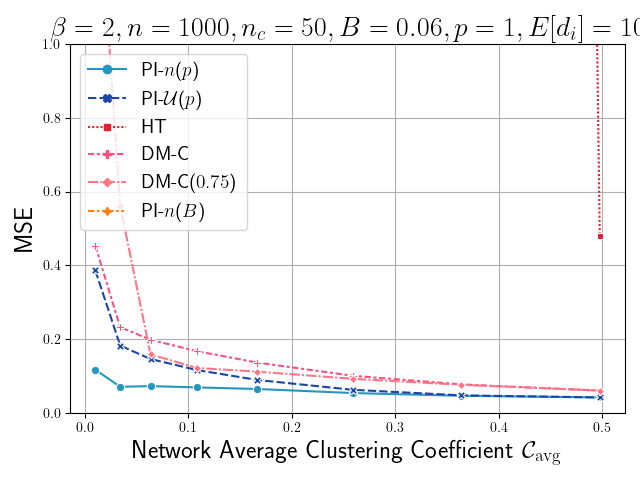 β = 2, n = 1000, n_c = 50, B = 0.06, p = 1, E[d_i] = 10
MSE
1.0
0.8
0.6
0.4
0.2
0.0
PI-n(p)
PI-𝒰(p)
HT
DM-C
DM-C(0.75)
PI-n(B)
0.0 0.1 0.2 0.3 0.4 0.5
Network Average Clustering Coefficient 𝒞_avg